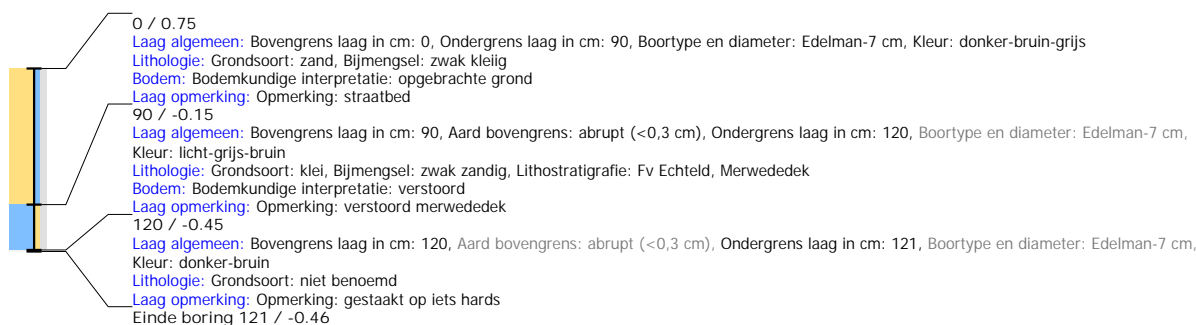 0 / 0.75
Laag algemeen: Bovengrens laag in cm: 0, Ondergrens laag in cm: 90, Boortype en diameter: Edelman-7 cm, Kleur: donker-bruin-grijs
Lithologie: Grondsoort: zand, Bijmengsel: zwak kleiig
Bodem: Bodemkundige interpretatie: opgebrachte grond
Laag opmerking: Opmerking: straatbed
90 / -0.15
Laag algemeen: Bovengrens laag in cm: 90, Aard bovengrens: abrupt (<0,3 cm), Ondergrens laag in cm: 120, Boortype en diameter: Edelman-7 cm,
Kleur: licht-grijs-bruin
Lithologie: Grondsoort: klei, Bijmengsel: zwak zandig, Lithostratigrafie: Fv Echteld, Merwededek
Bodem: Bodemkundige interpretatie: verstoord
Laag opmerking: Opmerking: verstoord merwededek
120 / -0.45
Laag algemeen: Bovengrens laag in cm: 120, Aard bovengrens: abrupt (<0,3 cm), Ondergrens laag in cm: 121, Boortype en diameter: Edelman-7 cm,
Kleur: donker-bruin
Lithologie: Grondsoort: niet benoemd
Laag opmerking: Opmerking: gestaakt op iets hards
Einde boring 121 / -0.46